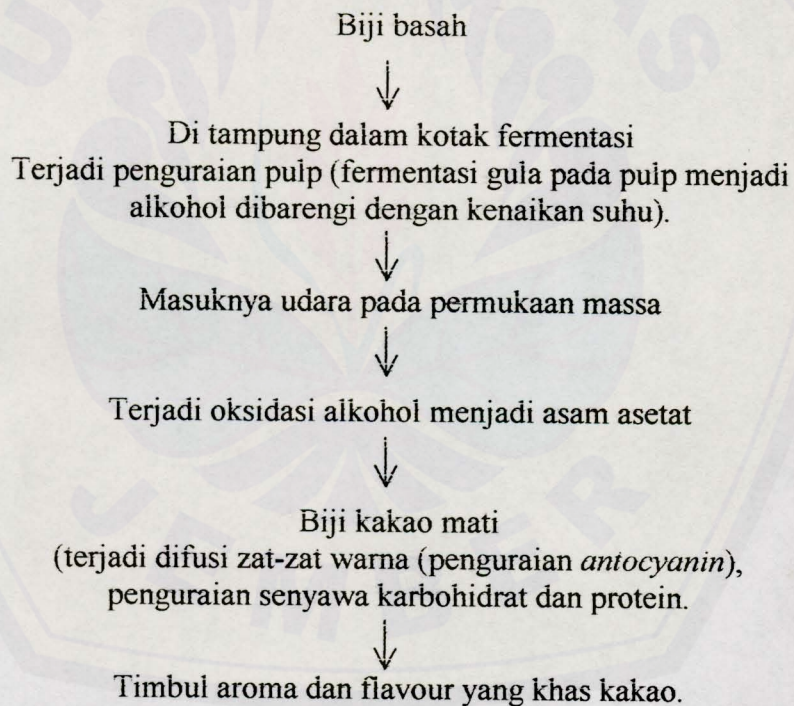 Biji basah
Di tampung dalam kotak fermentasi
Terjadi penguraian pulp (fermentasi gula pada pulp menjadi
alkohol dibarengi dengan kenaikan suhu).
Masuknya udara pada permukaan massa
Terjadi oksidasi alkohol menjadi asam asetat
Biji kakao mati
(terjadi difusi zat-zat warna (penguraian antocyanin),
penguraian senyawa karbohidrat dan protein.
Timbul aroma dan flavour yang khas kakao.